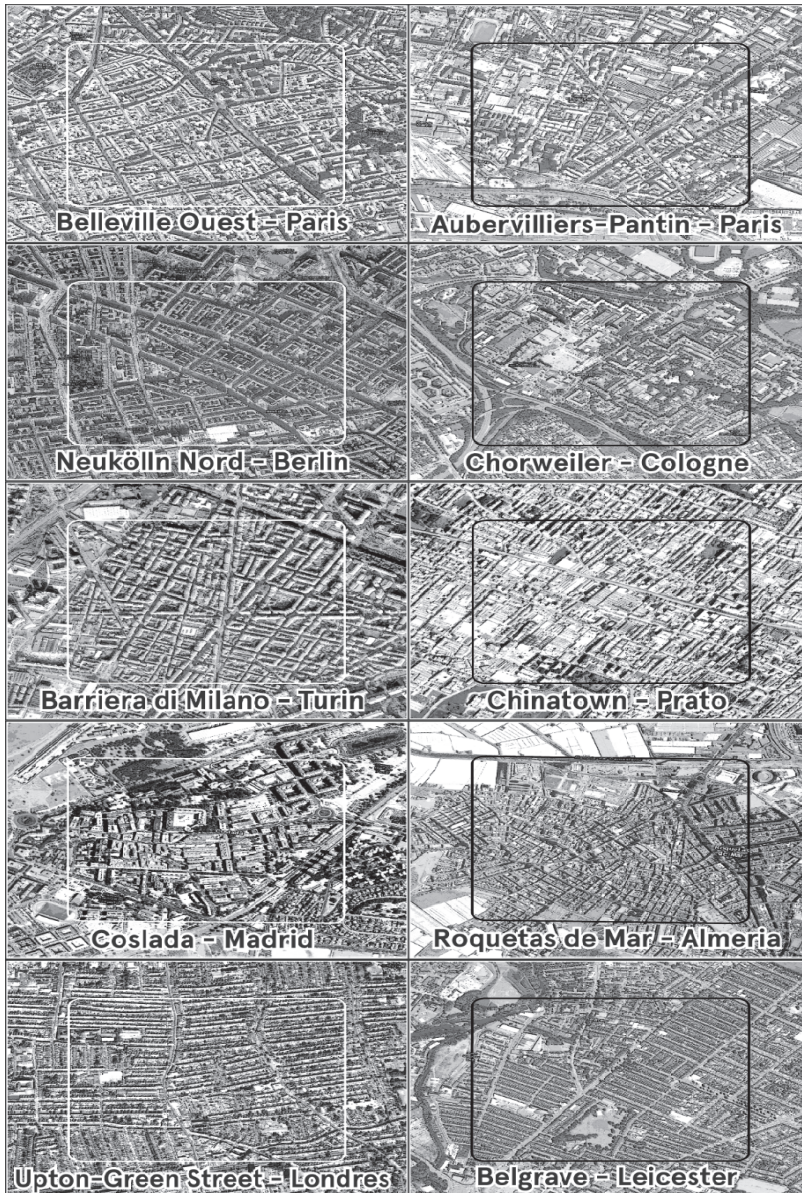 Belleville Ouest - Paris
Aubervilliers-Pantin - Paris
Neukölln Nord - Berlin
Chorweiler - Cologne
Barriera di Milano - Turin
Chinatown - Prato
Coslada - Madrid
Roquetas de Mar - Almeria
Upton-Green Street - Londres
Belgrave - Leicester